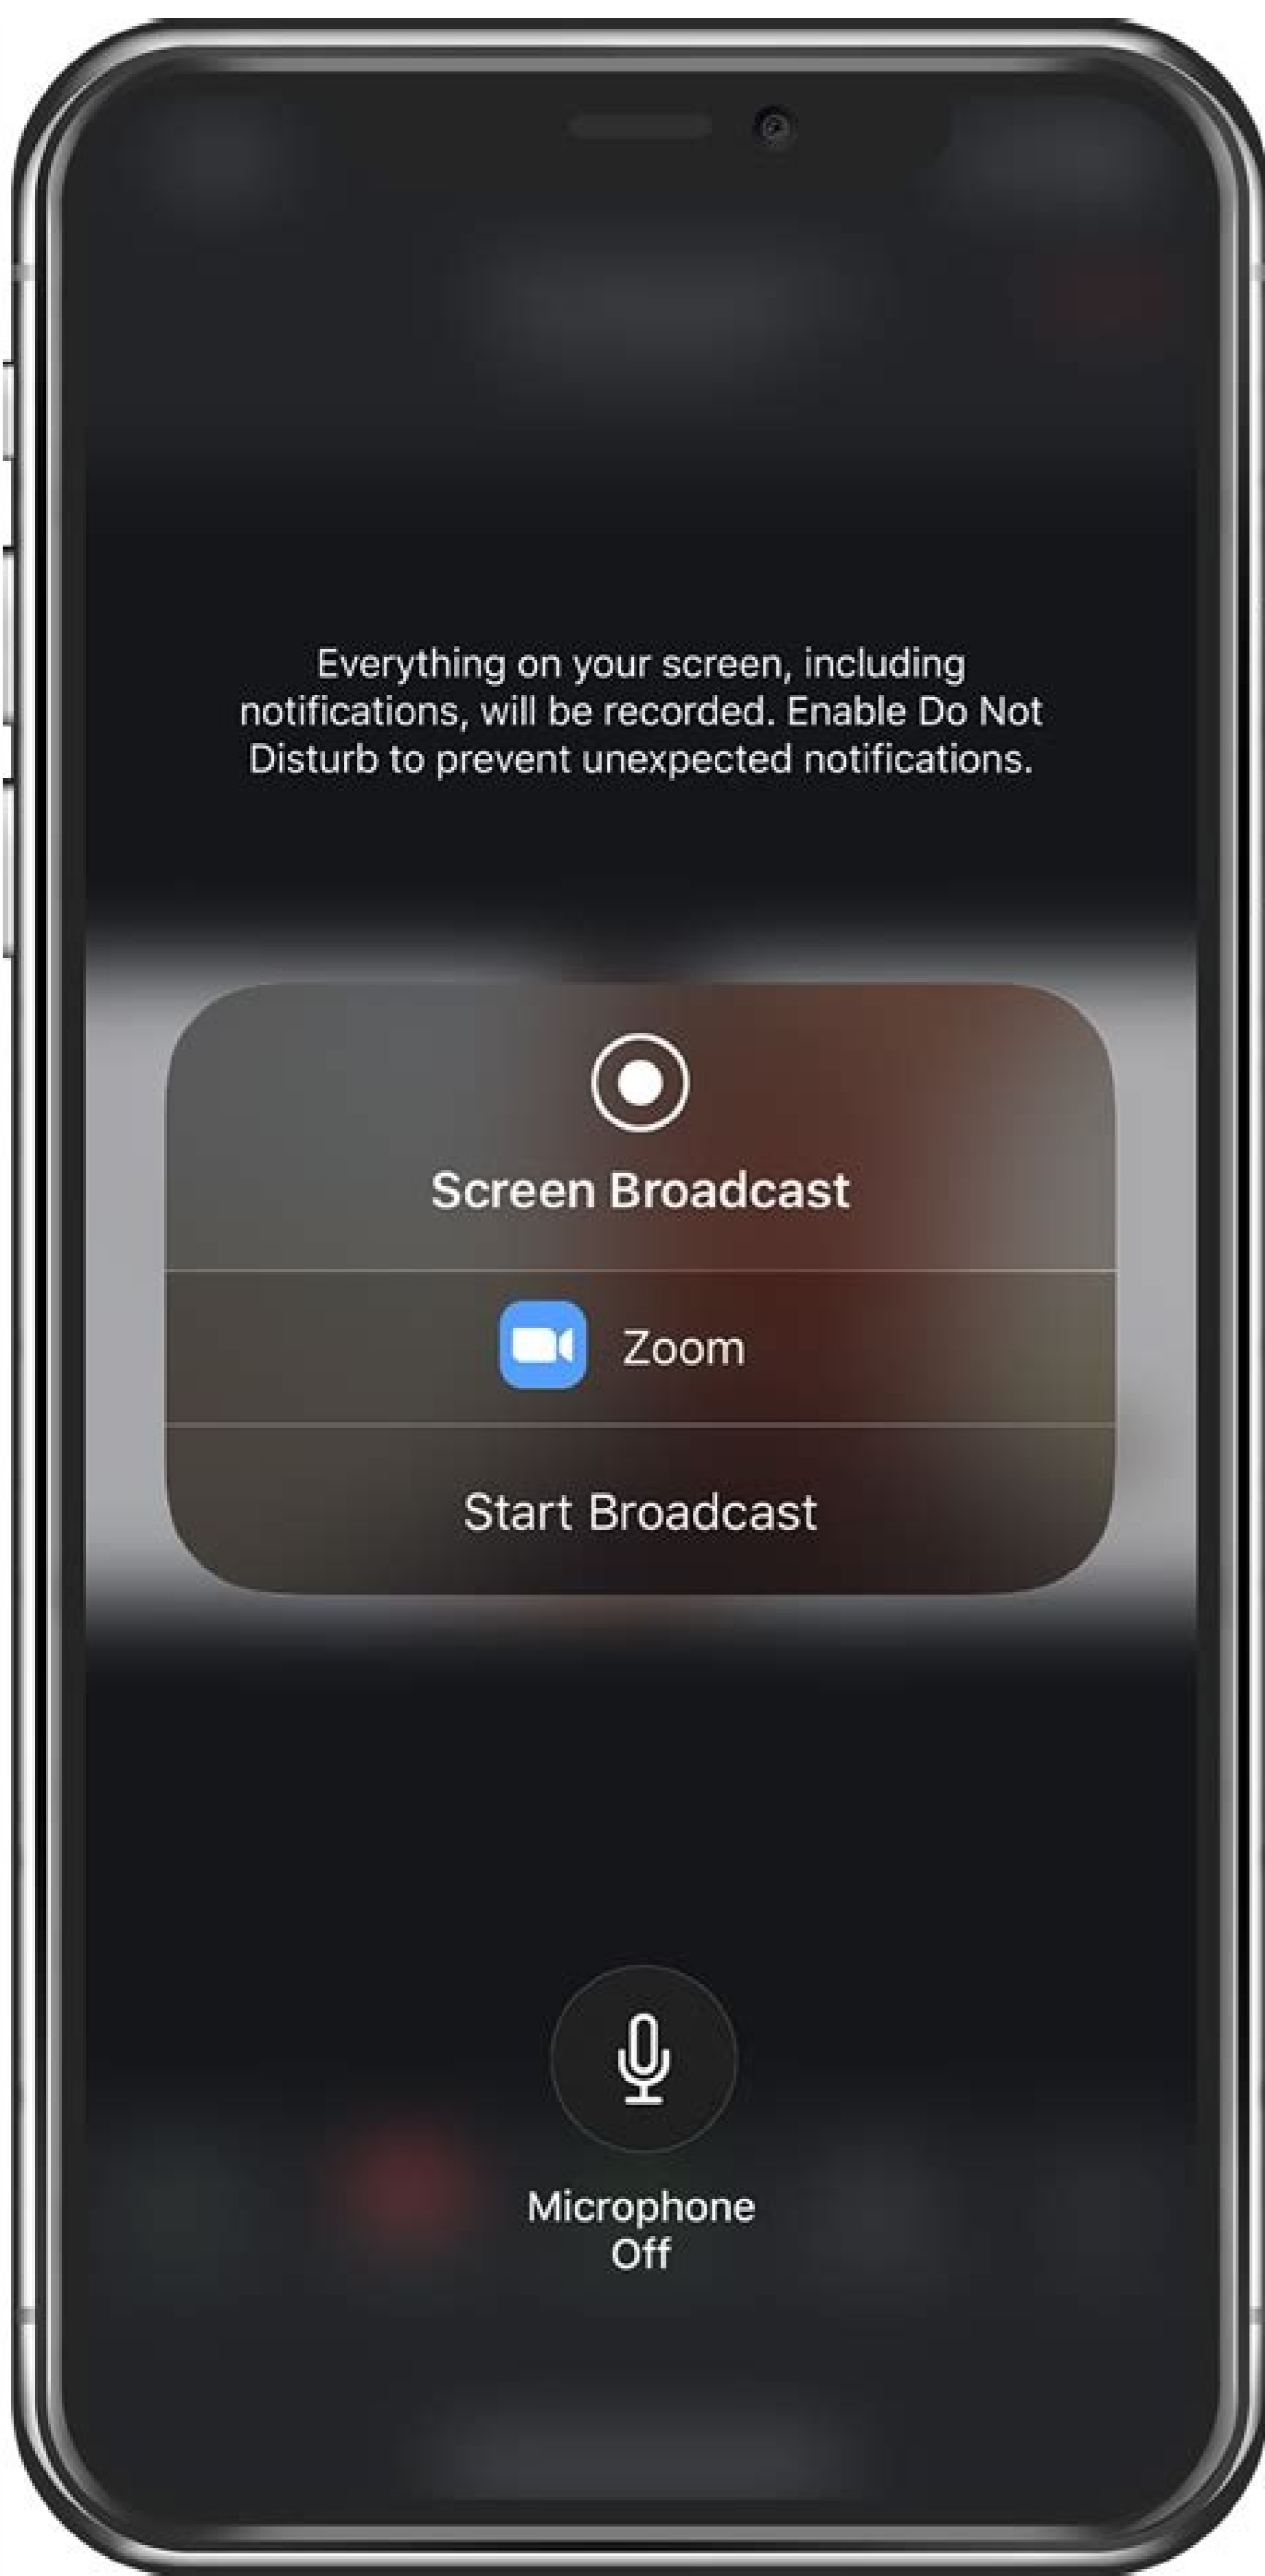 Everything on your screen, including
notifications, will be recorded. Enable Do Not
Disturb to prevent unexpected notifications.
Screen Broadcast
Zoom
Start Broadcast
Microphone
Off